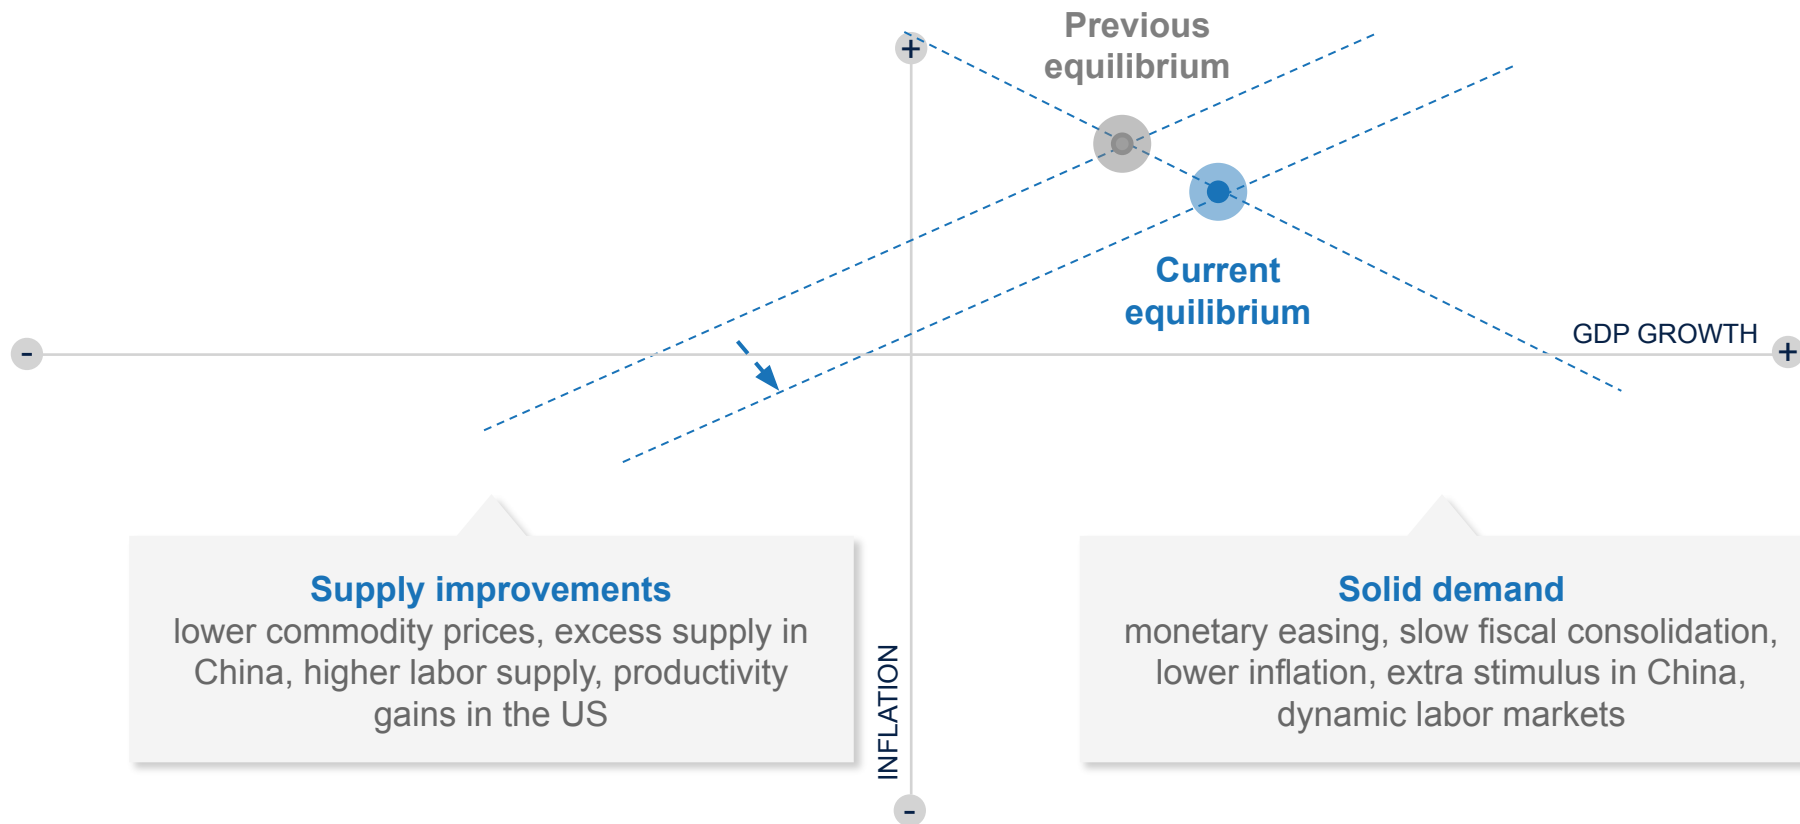 Previous
equilibrium
+
Current
equilibrium
GDP GROWTH
-
+
Supply improvements
lower commodity prices, excess supply in
China, higher labor supply, productivity
gains in the US
INFLATION
Solid demand
monetary easing, slow fiscal consolidation,
lower inflation, extra stimulus in China,
dynamic labor markets
-